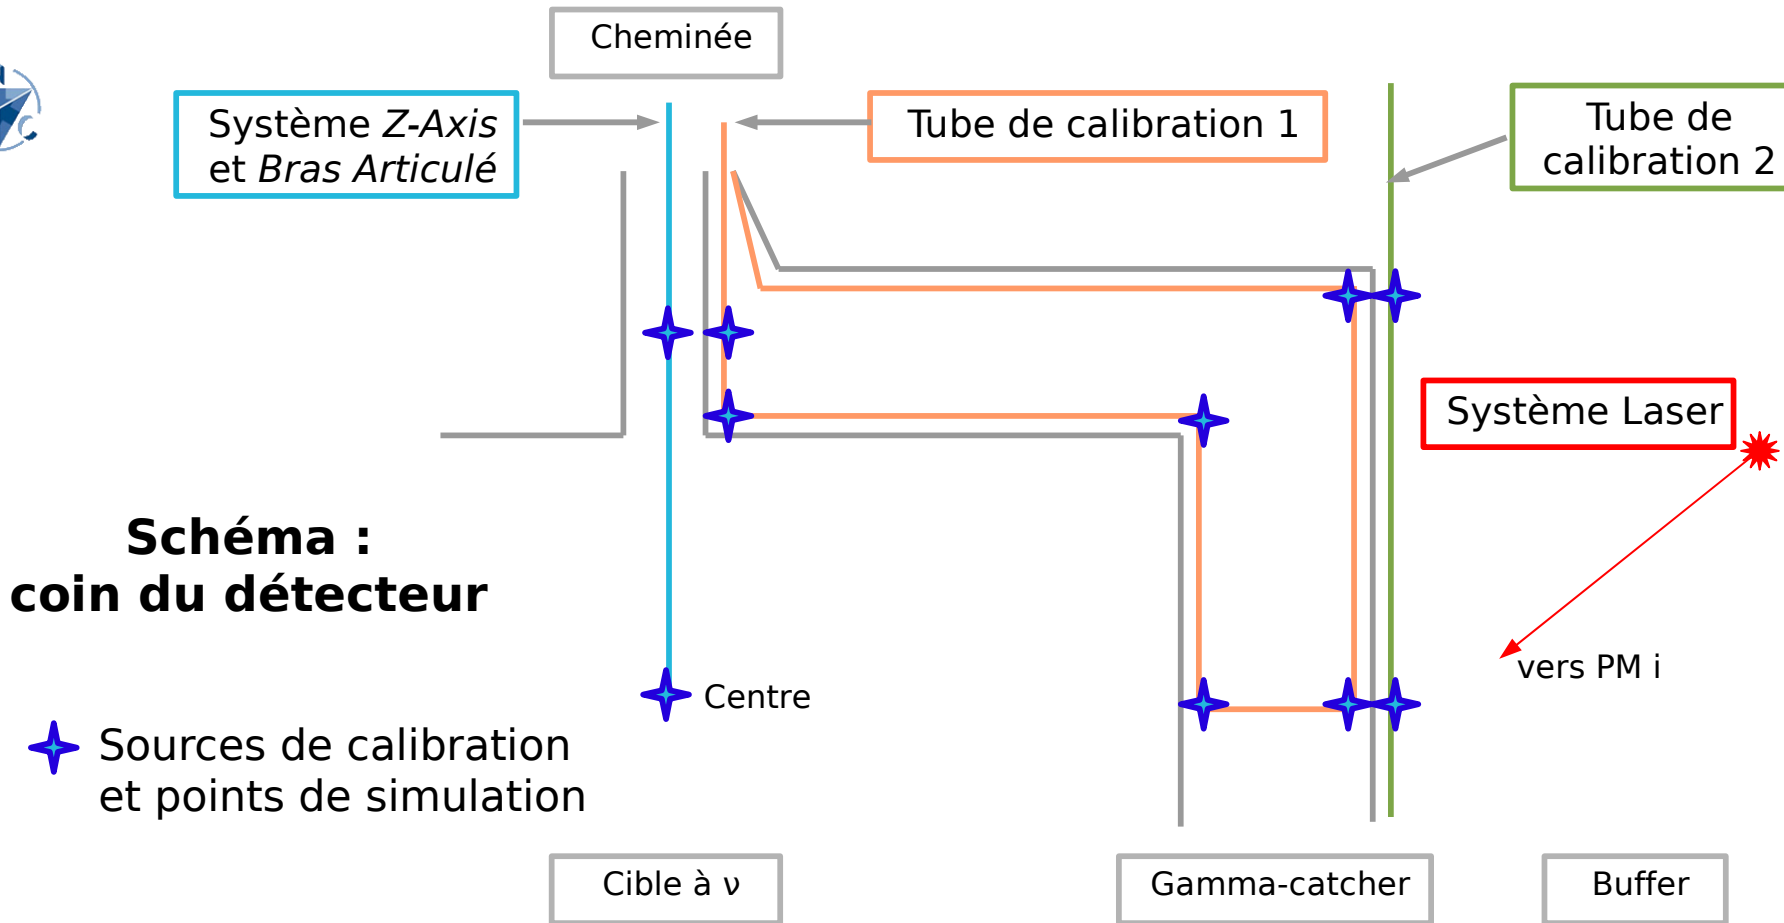 Cheminée
Système Z-Axis
et Bras Articulé
Tube de calibration 1
Tube de
calibration 2
Système Laser
Schéma :
coin du détecteur
vers PM i
Centre
Sources de calibration
et points de simulation
Cible à ν
Gamma-catcher
Buffer